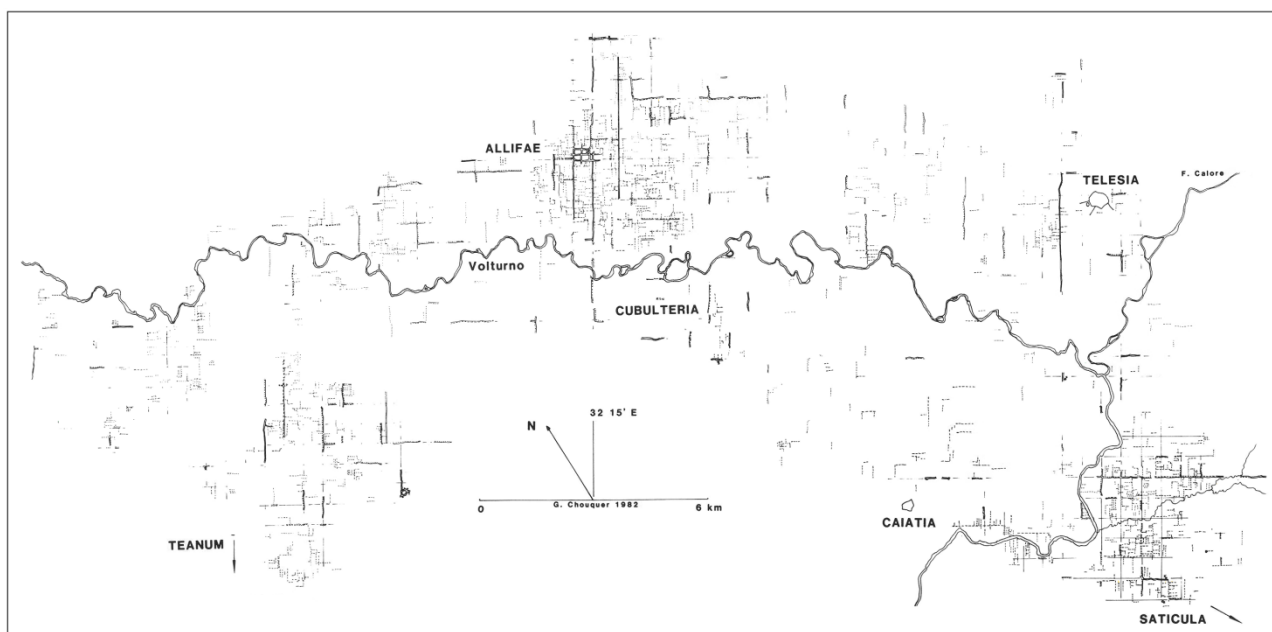 ALLIFAE
TELESIA
F. Calore
Volturno
CUBULTERIA
32 15' E
N
G. Chouquer 1982
0
6 km
CAIATIA
TEANUM
SATICULA